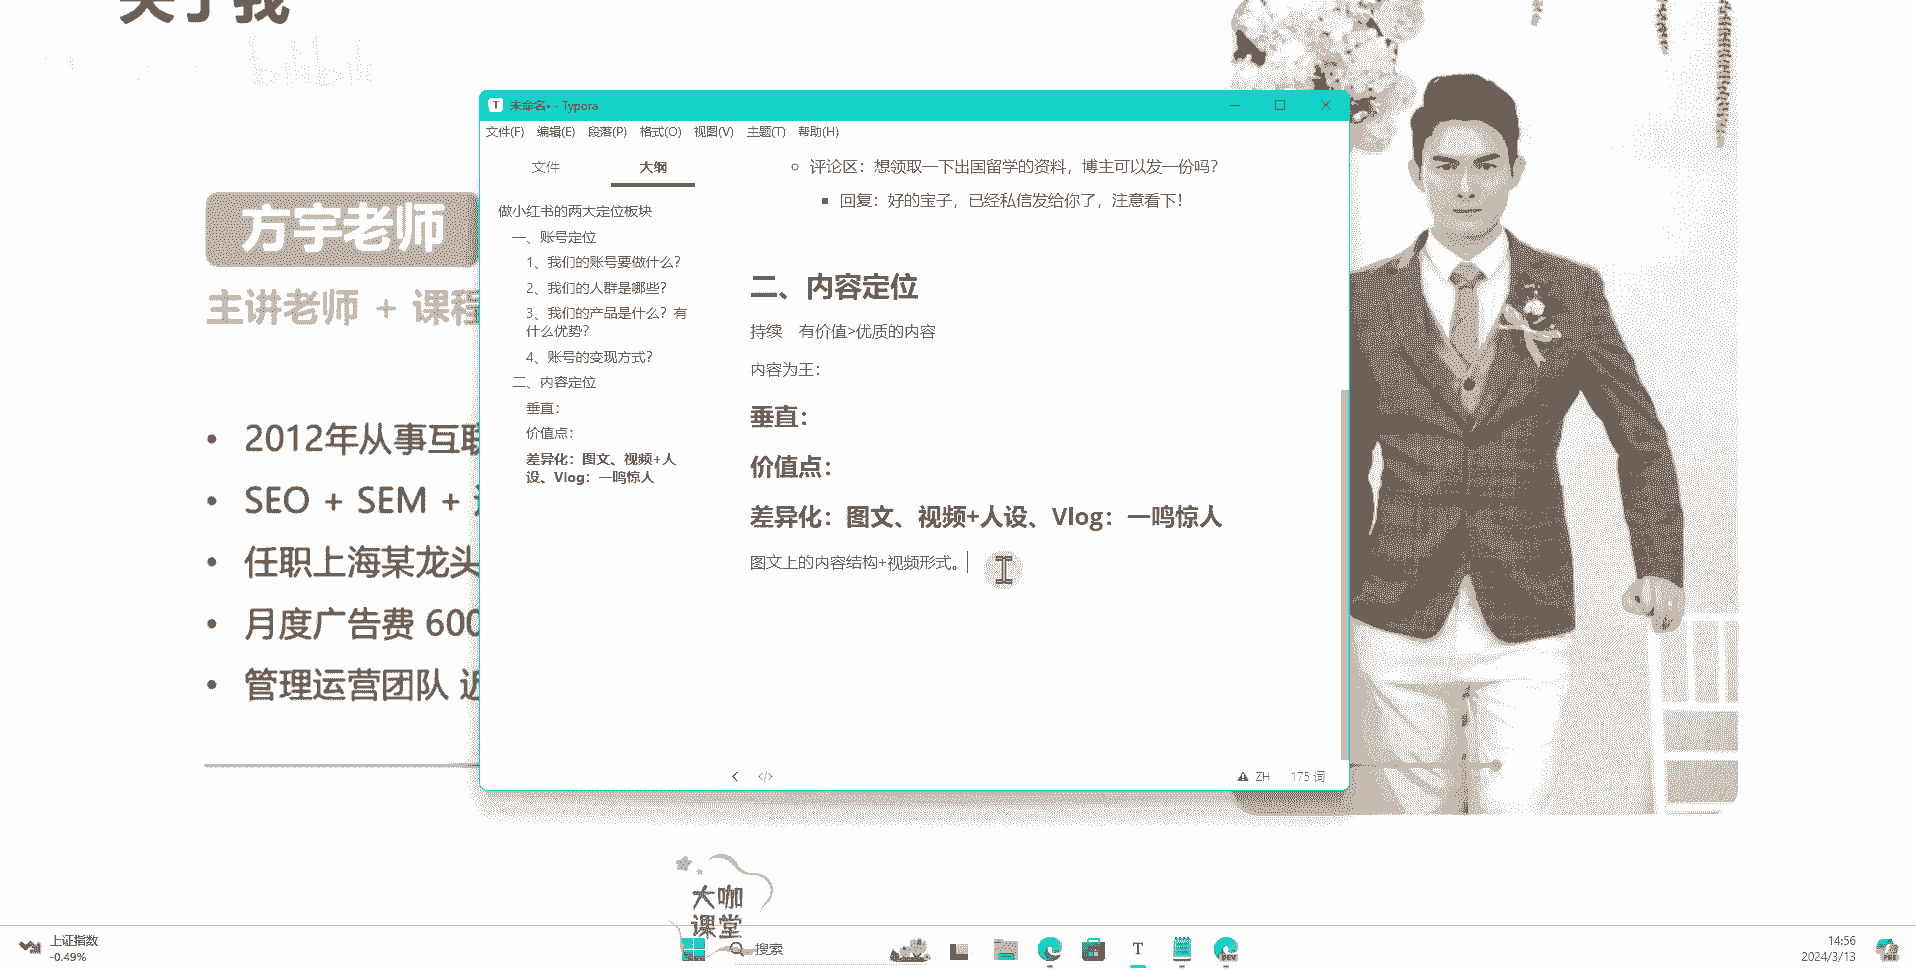 关于我
bilibili
方宇老师
主讲老师 + 课程
• 2012年从事互联
• SEO + SEM +
• 任职上海某龙头
• 月度广告费 600
• 管理运营团队 近
未命名• - Typora
文件(F) 编辑(E) 段落(P) 格式(O) 视图(V) 主题(T) 帮助(H)
文件 大纲
做小红书的两大定位板块
一、账号定位
1、我们的账号要做什么？
2、我们的人群是哪些？
3、我们的产品是什么？有
什么优势？
4、账号的变现方式？
二、内容定位
垂直：
价值点：
差异化：图文、视频+人
设、Vlog：一鸣惊人
评论区：想领取一下出国留学的资料，博主可以发一份吗？
回复：好的宝子，已经私信发给你了，注意看下！
二、内容定位
持续 有价值>优质的内容
内容为王：
垂直：
价值点：
差异化：图文、视频+人设、Vlog：一鸣惊人
图文上的内容结构+视频形式。
ZH 175 词
大咖
课堂
上证指数
-0.49%
搜索
T
DEV
14:56
2024/3/13
PRE